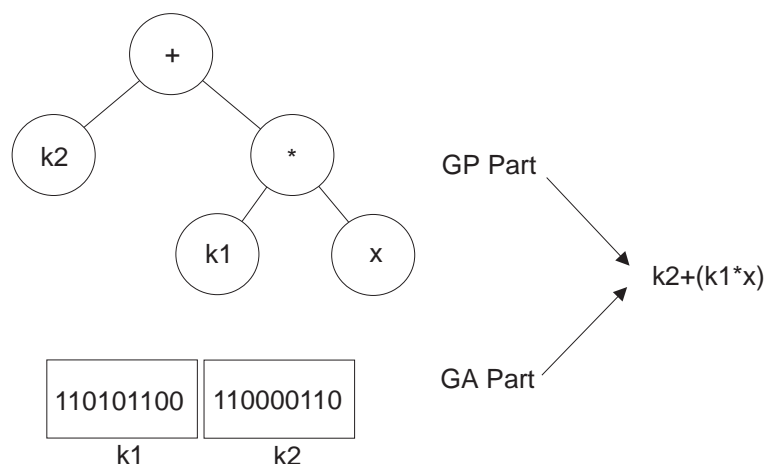 +
k2
*
GP Part
k1
x
k2+(k1*x)
GA Part
110101100
110000110
k1
k2